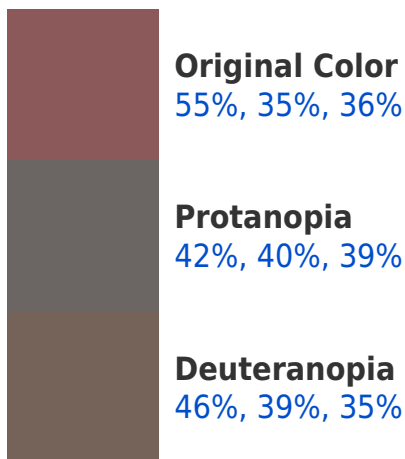 Original Color
55%, 35%, 36%
Protanopia
42%, 40%, 39%
Deuteranopia
46%, 39%, 35%